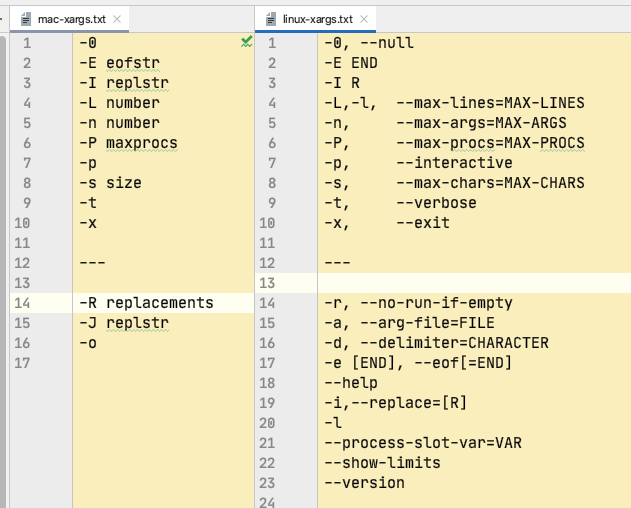 mac-xargs.txt
linux-xargs.txt
1 -0
2 -E eofstr
3 -I replstr
4 -L number
5 -n number
6 -P maxprocs
7 -p
8 -s size
9 -t
10 -x
11
12 ---
13
14 -R replacements
15 -J replstr
16 -o
17
1 -0, --null
2 -E END
3 -I R
4 -L,-l, --max-lines=MAX-LINES
5 -n, --max-args=MAX-ARGS
6 -P, --max-procs=MAX-PROCS
7 -p, --interactive
8 -s, --max-chars=MAX-CHARS
9 -t, --verbose
10 -x, --exit
11
12 ---
13
14 -r, --no-run-if-empty
15 -a, --arg-file=FILE
16 -d, --delimiter=CHARACTER
17 -e [END], --eof[=END]
18 --help
19 -i,--replace=[R]
20 -l
21 --process-slot-var=VAR
22 --show-limits
23 --version
24